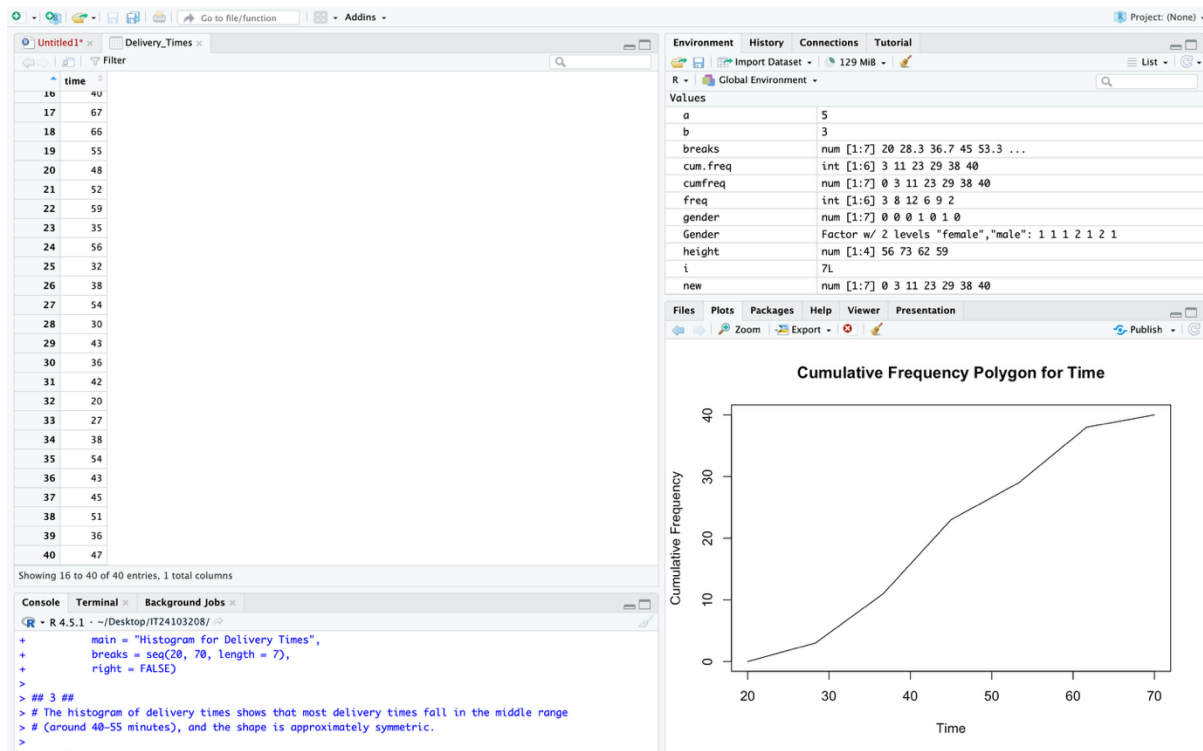 Go to file/function
Addins
Project: (None)
Untitled1*
Delivery_Times
Filter
time
16 40
17 67
18 66
19 55
20 48
21 52
22 59
23 35
24 56
25 32
26 38
27 54
28 30
29 43
30 36
31 42
32 20
33 27
34 38
35 54
36 43
37 45
38 51
39 36
40 47
Showing 16 to 40 of 40 entries, 1 total columns
Console Terminal Background Jobs
R 4.5.1 · ~/Desktop/IT24103208/
+ main = "Histogram for Delivery Times",
+ breaks = seq(20, 70, length = 7),
+ right = FALSE)
>
> ## 3 ##
> # The histogram of delivery times shows that most delivery times fall in the middle range
> # (around 40–55 minutes), and the shape is approximately symmetric.
>
Environment History Connections Tutorial
Import Dataset 129 MiB List
R Global Environment
Values
a 5
b 3
breaks num [1:7] 20 28.3 36.7 45 53.3 ...
cum.freq int [1:6] 3 11 23 29 38 40
cumfreq num [1:7] 0 3 11 23 29 38 40
freq int [1:6] 3 8 12 6 9 2
gender num [1:7] 0 0 0 1 0 1 0
Gender Factor w/ 2 levels "female","male": 1 1 1 2 1 2 1
height num [1:4] 56 73 62 59
i 7L
new num [1:7] 0 3 11 23 29 38 40
Files Plots Packages Help Viewer Presentation
Zoom Export Publish
Cumulative Frequency Polygon for Time
Cumulative Frequency
40
30
20
10
0
20 30 40 50 60 70
Time